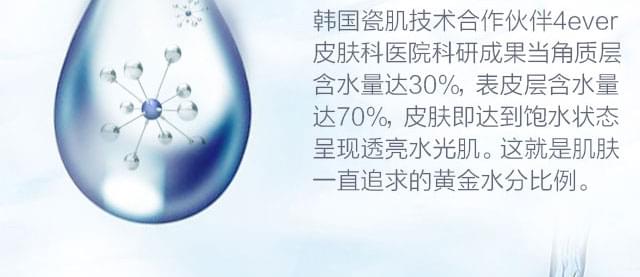 韩国瓷肌技术合作伙伴4ever
皮肤科医院科研成果当角质层
含水量达30%, 表皮层含水量
达70%, 皮肤即达到饱水状态
呈现透亮水光肌。这就是肌肤
一直追求的黄金水分比例。